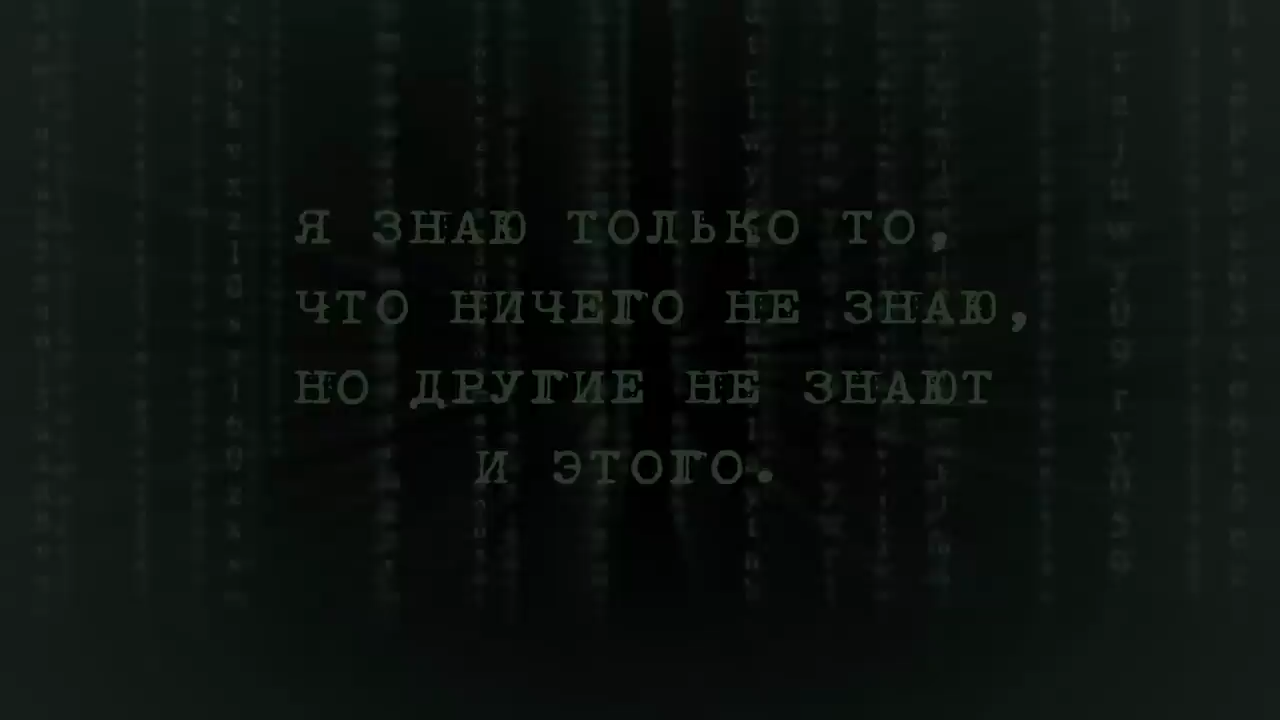 Я ЗНАЮ ТОЛЬКО ТО,
ЧТО НИЧЕГО НЕ ЗНАЮ,
НО ДРУГИЕ НЕ ЗНАЮТ
И ЭТОГО.